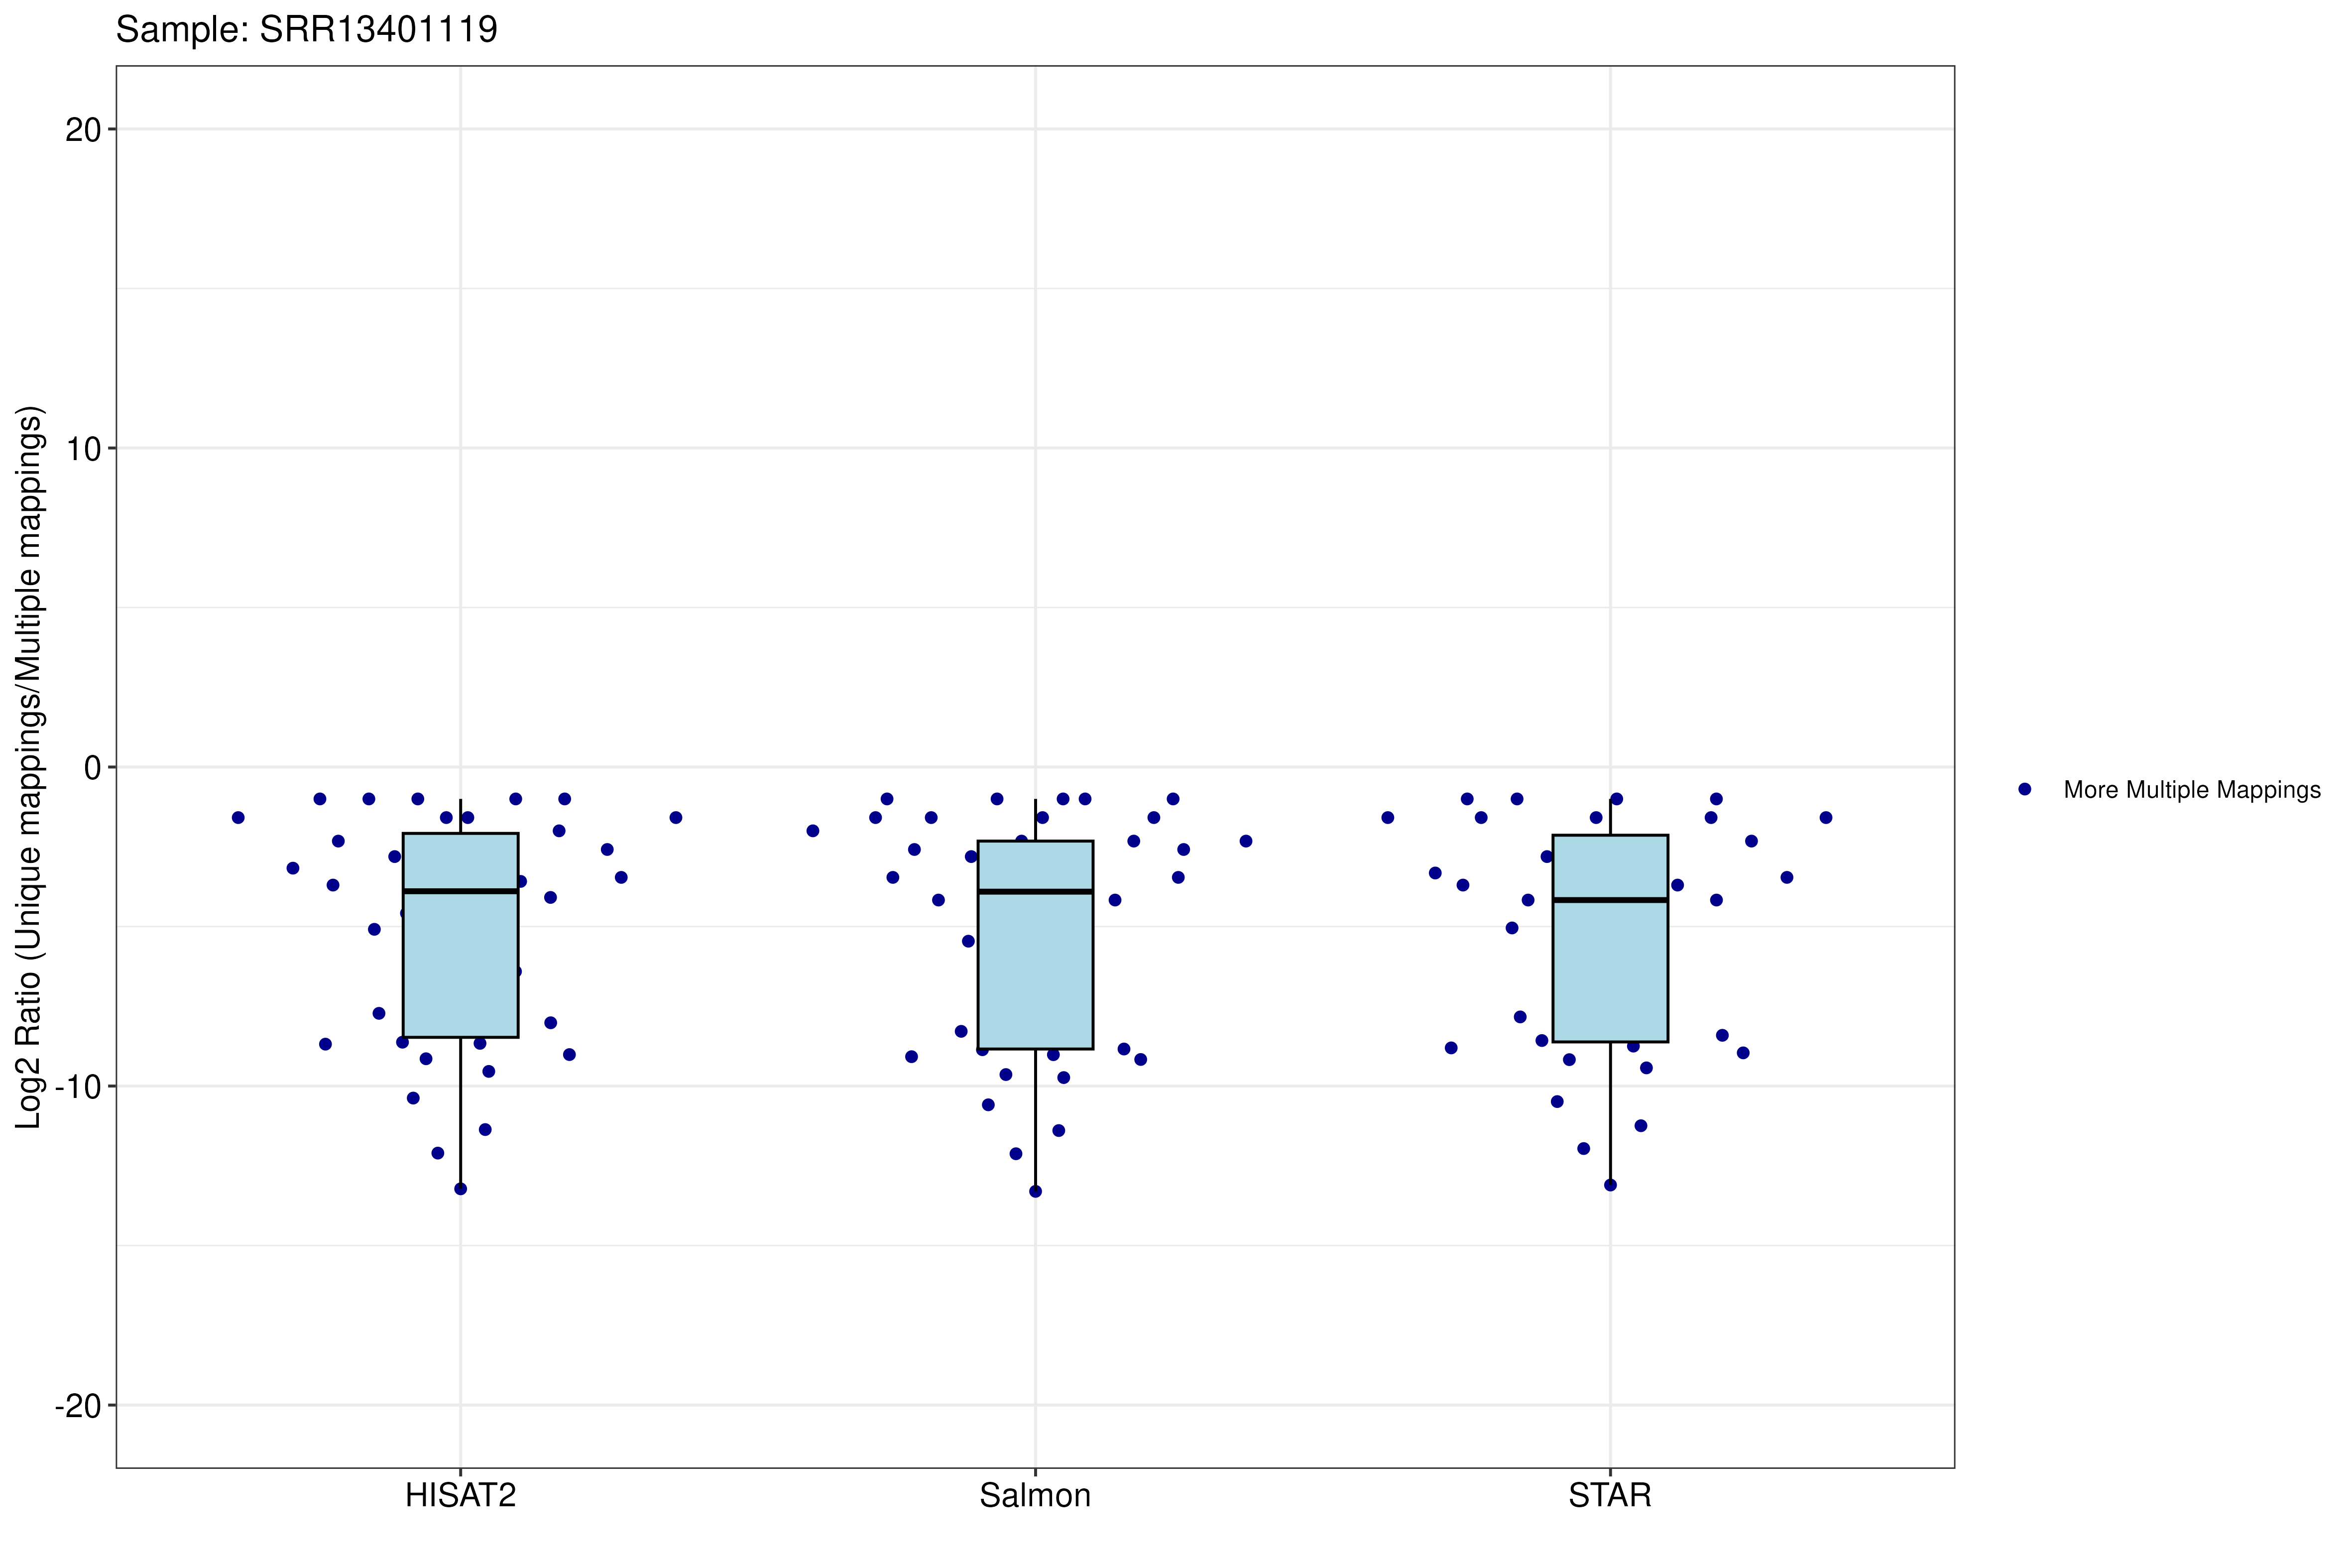 Sample: SRR13401119
Log2 Ratio (Unique mappings/Multiple mappings)
20
10
0
-10
-20
HISAT2
Salmon
STAR
More Multiple Mappings